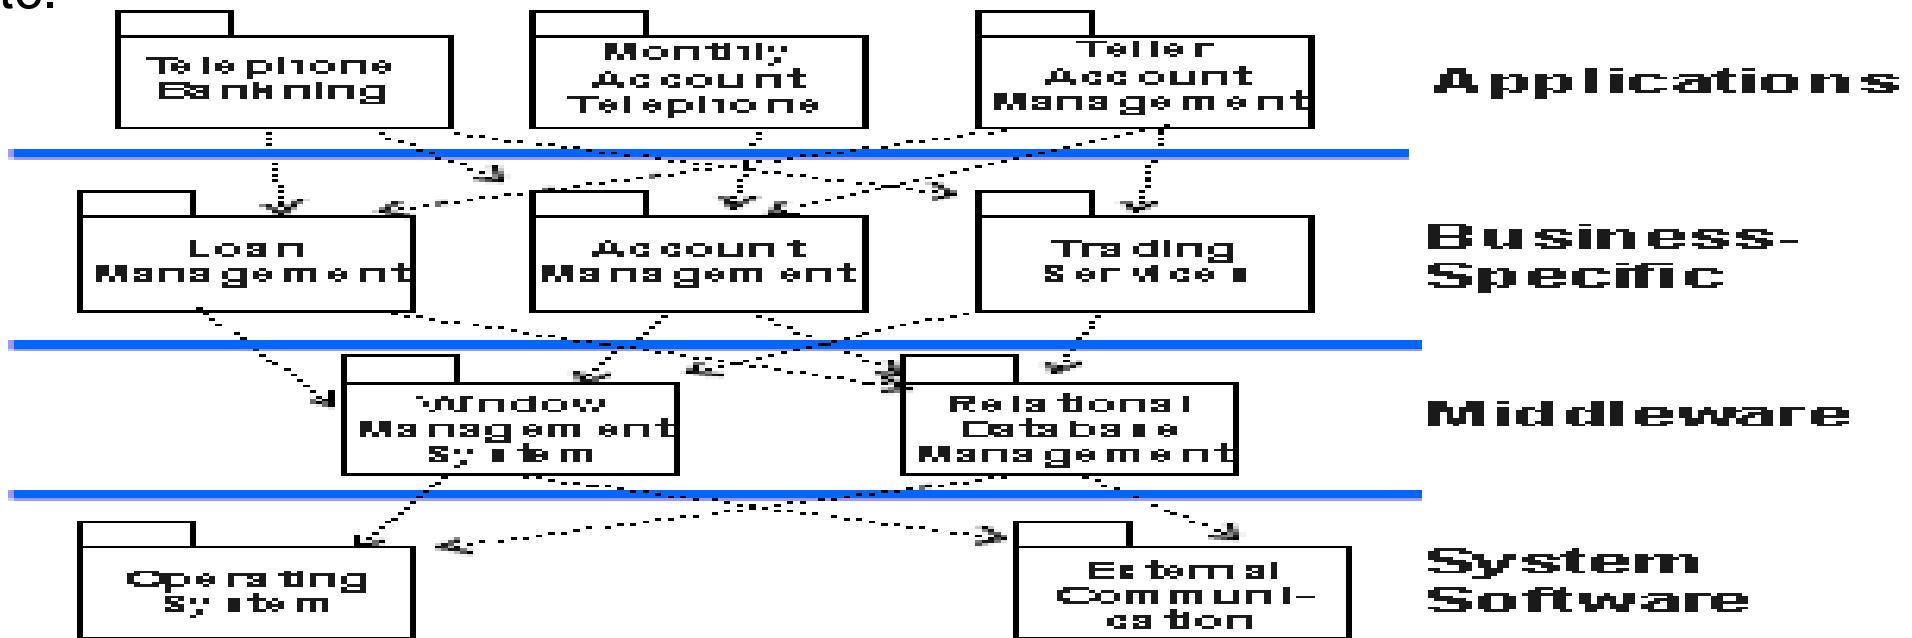 Telephone
Bankning
Monthly
Account
Telephone
Teller
Account
Management
Applications
Loan
Management
Account
Management
Trading
Services
Business-
Specific
Window
Management
System
Relational
Database
Management
Middleware
Operating
System
External
Communi-
cation
System
Software